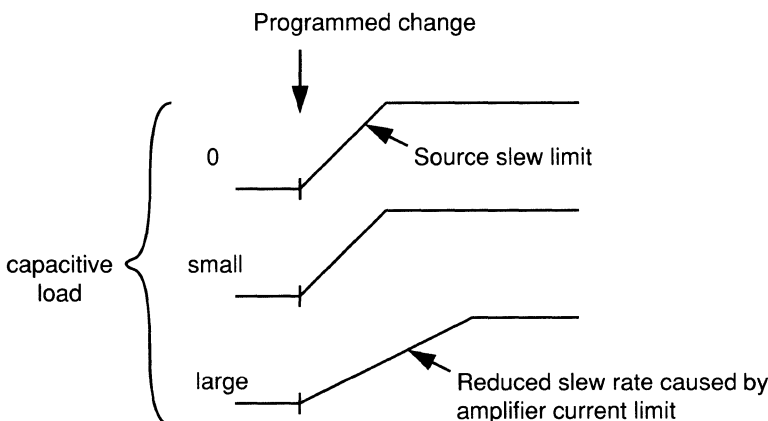 Programmed change
0
Source slew limit
small
capacitive
load
large
Reduced slew rate caused by
amplifier current limit